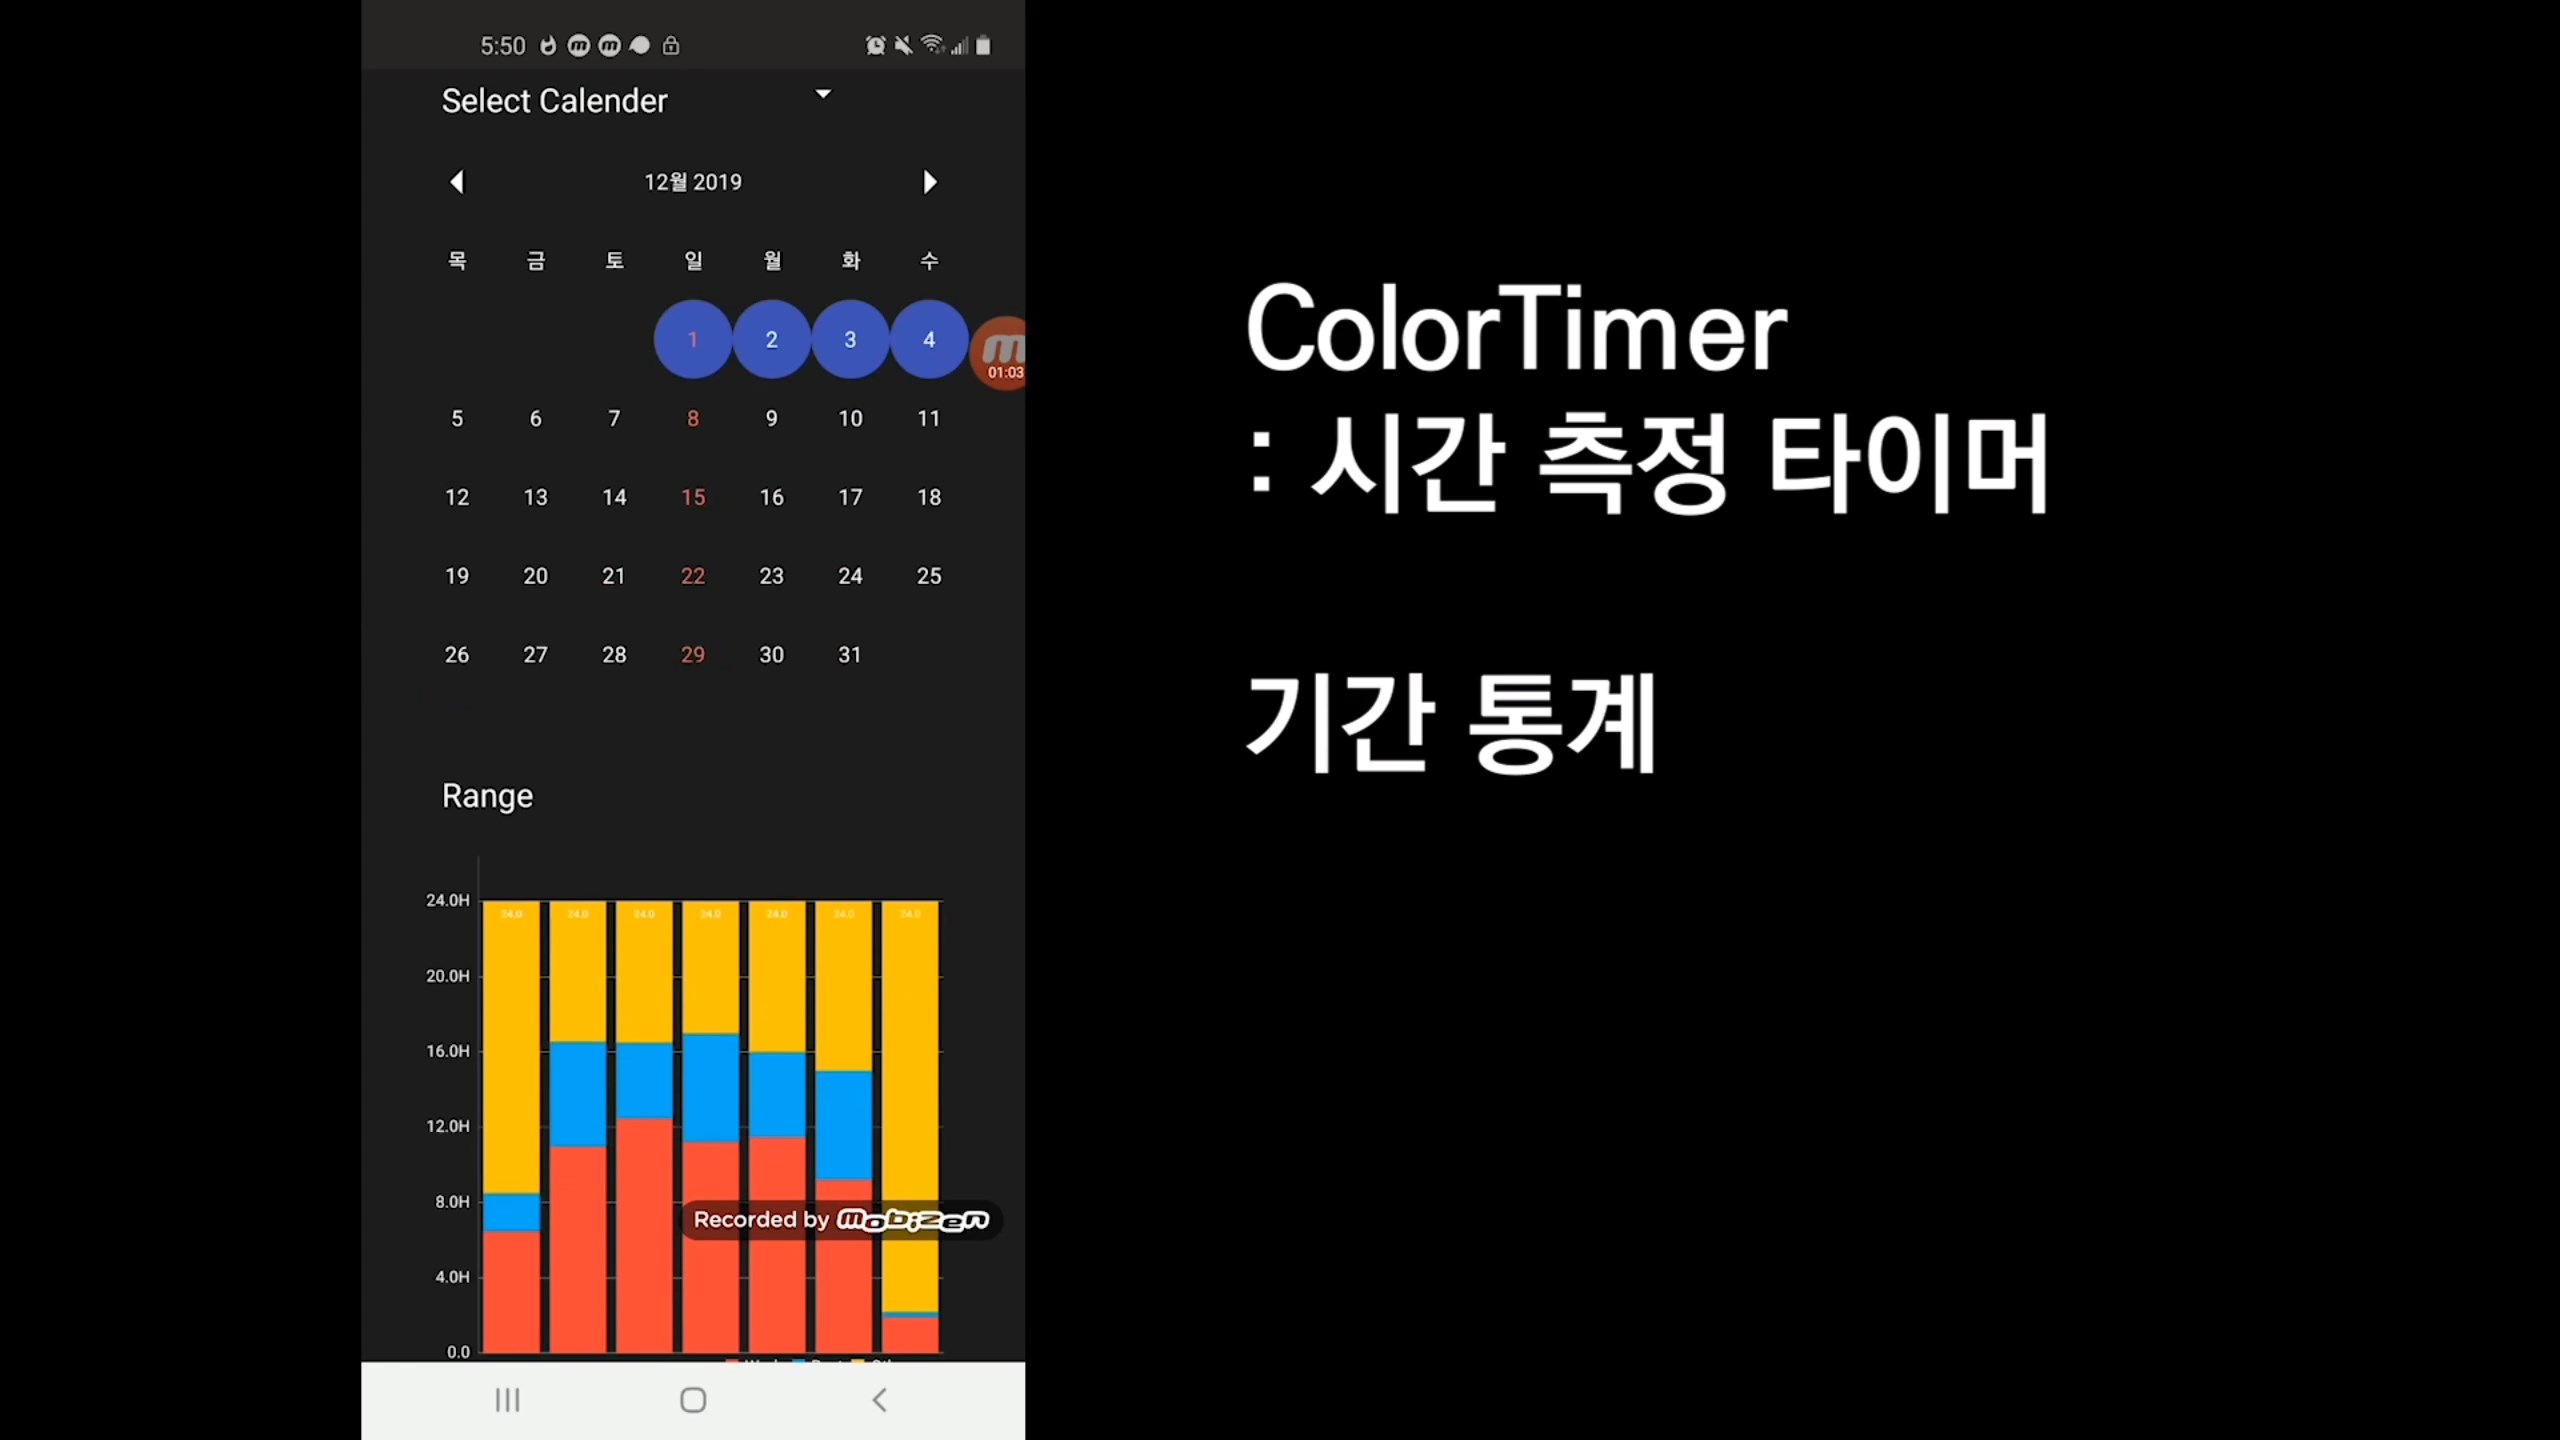 5:50
Select Calender
12월 2019
목 금 토 일 월 화 수
1 2 3 4
m
01:03
5 6 7 8 9 10 11
12 13 14 15 16 17 18
19 20 21 22 23 24 25
26 27 28 29 30 31
Range
24.0H
24.0 24.0 24.0 24.0 24.0 24.0 24.0
20.0H
16.0H
12.0H
8.0H
Recorded by mobizen
4.0H
0.0
ColorTimer
: 시간 측정 타이머
기간 통계